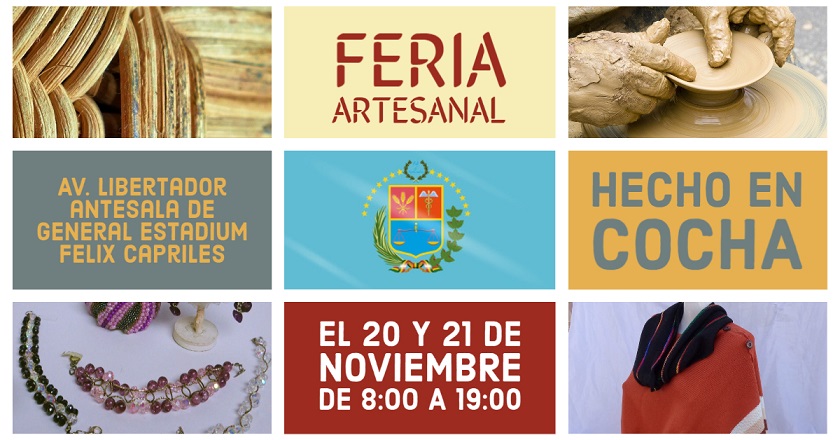 FERIA
ARTESANAL
AV. LIBERTADOR
ANTESALA DE
GENERAL ESTADIUM
FELIX CAPRILES
HECHO EN
COCHA
EL 20 Y 21 DE
NOVIEMBRE
DE 8:00 A 19:00